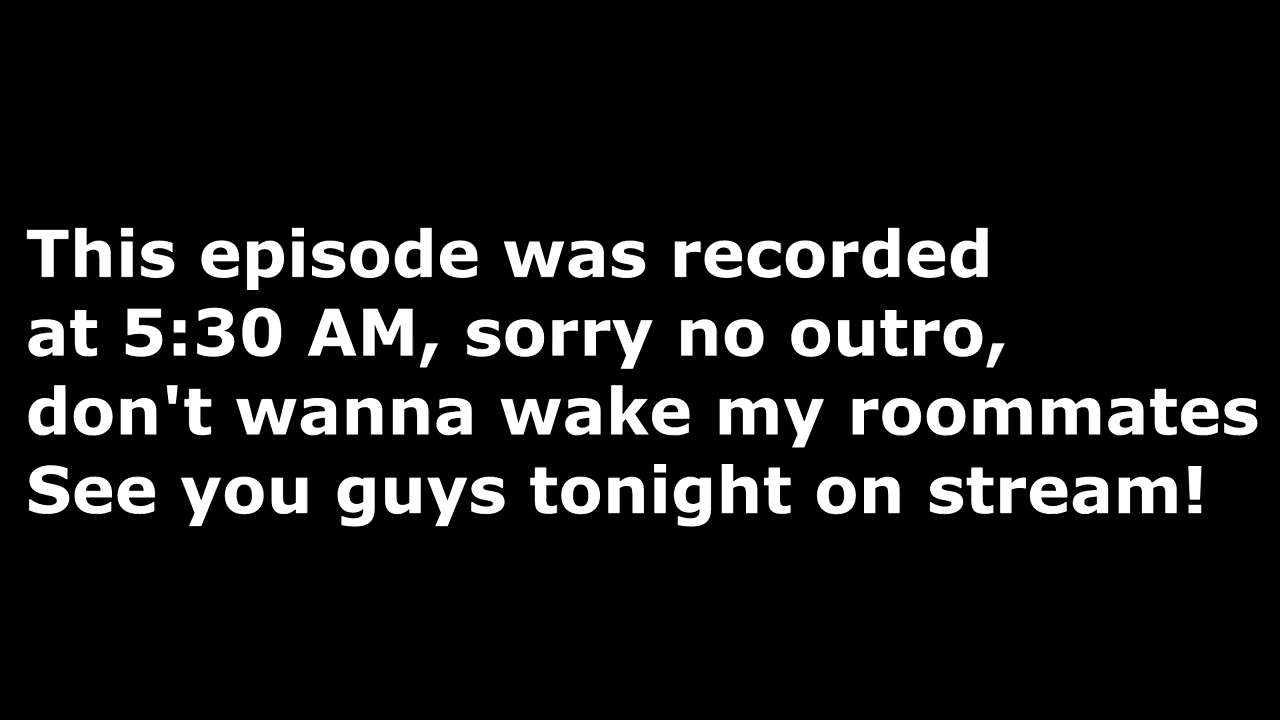 This episode was recorded
at 5:30 AM, sorry no outro,
don't wanna wake my roommates
See you guys tonight on stream!